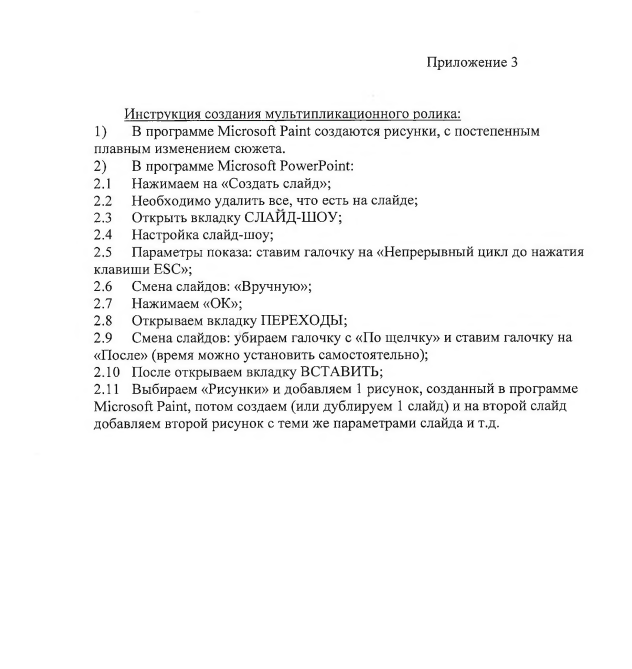 Приложение 3
Инструкция создания мультипликационного ролика:
1) В программе Microsoft Paint создаются рисунки, с постепенным
плавным изменением сюжета.
2) В программе Microsoft PowerPoint:
2.1 Нажимаем на «Создать слайд»;
2.2 Необходимо удалить все, что есть на слайде;
2.3 Открыть вкладку СЛАЙД-ШОУ;
2.4 Настройка слайд-шоу;
2.5 Параметры показа: ставим галочку на «Непрерывный цикл до нажатия
клавиши ESC»;
2.6 Смена слайдов: «Вручную»;
2.7 Нажимаем «ОК»;
2.8 Открываем вкладку ПЕРЕХОДЫ;
2.9 Смена слайдов: убираем галочку с «По щелчку» и ставим галочку на
«После» (время можно установить самостоятельно);
2.10 После открываем вкладку ВСТАВИТЬ;
2.11 Выбираем «Рисунки» и добавляем 1 рисунок, созданный в программе
Microsoft Paint, потом создаем (или дублируем 1 слайд) и на второй слайд
добавляем второй рисунок с теми же параметрами слайда и т.д.